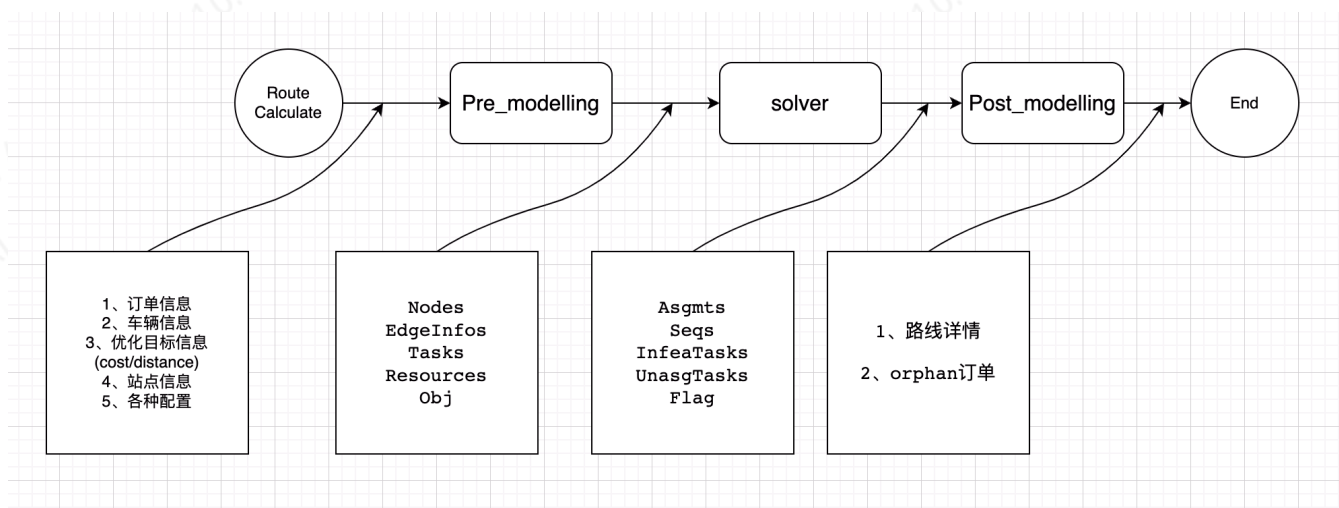 Route
Calculate
Pre_modelling
solver
Post_modelling
End
1、订单信息
2、车辆信息
3、优化目标信息
(cost/distance)
4、站点信息
5、各种配置
Nodes
EdgeInfos
Tasks
Resources
Obj
Asgmts
Seqs
InfeaTasks
UnasgTasks
Flag
1、路线详情
2、orphan订单